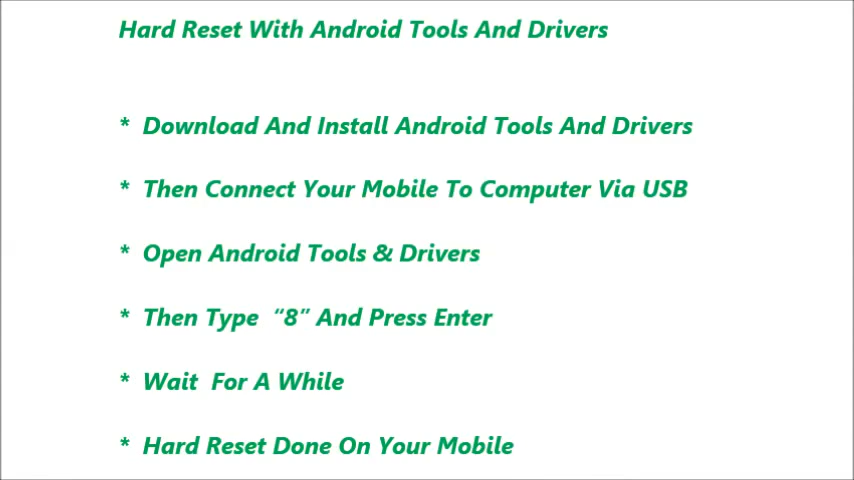 Hard Reset With Android Tools And Drivers
* Download And Install Android Tools And Drivers
* Then Connect Your Mobile To Computer Via USB
* Open Android Tools & Drivers
* Then Type “8” And Press Enter
* Wait For A While
* Hard Reset Done On Your Mobile